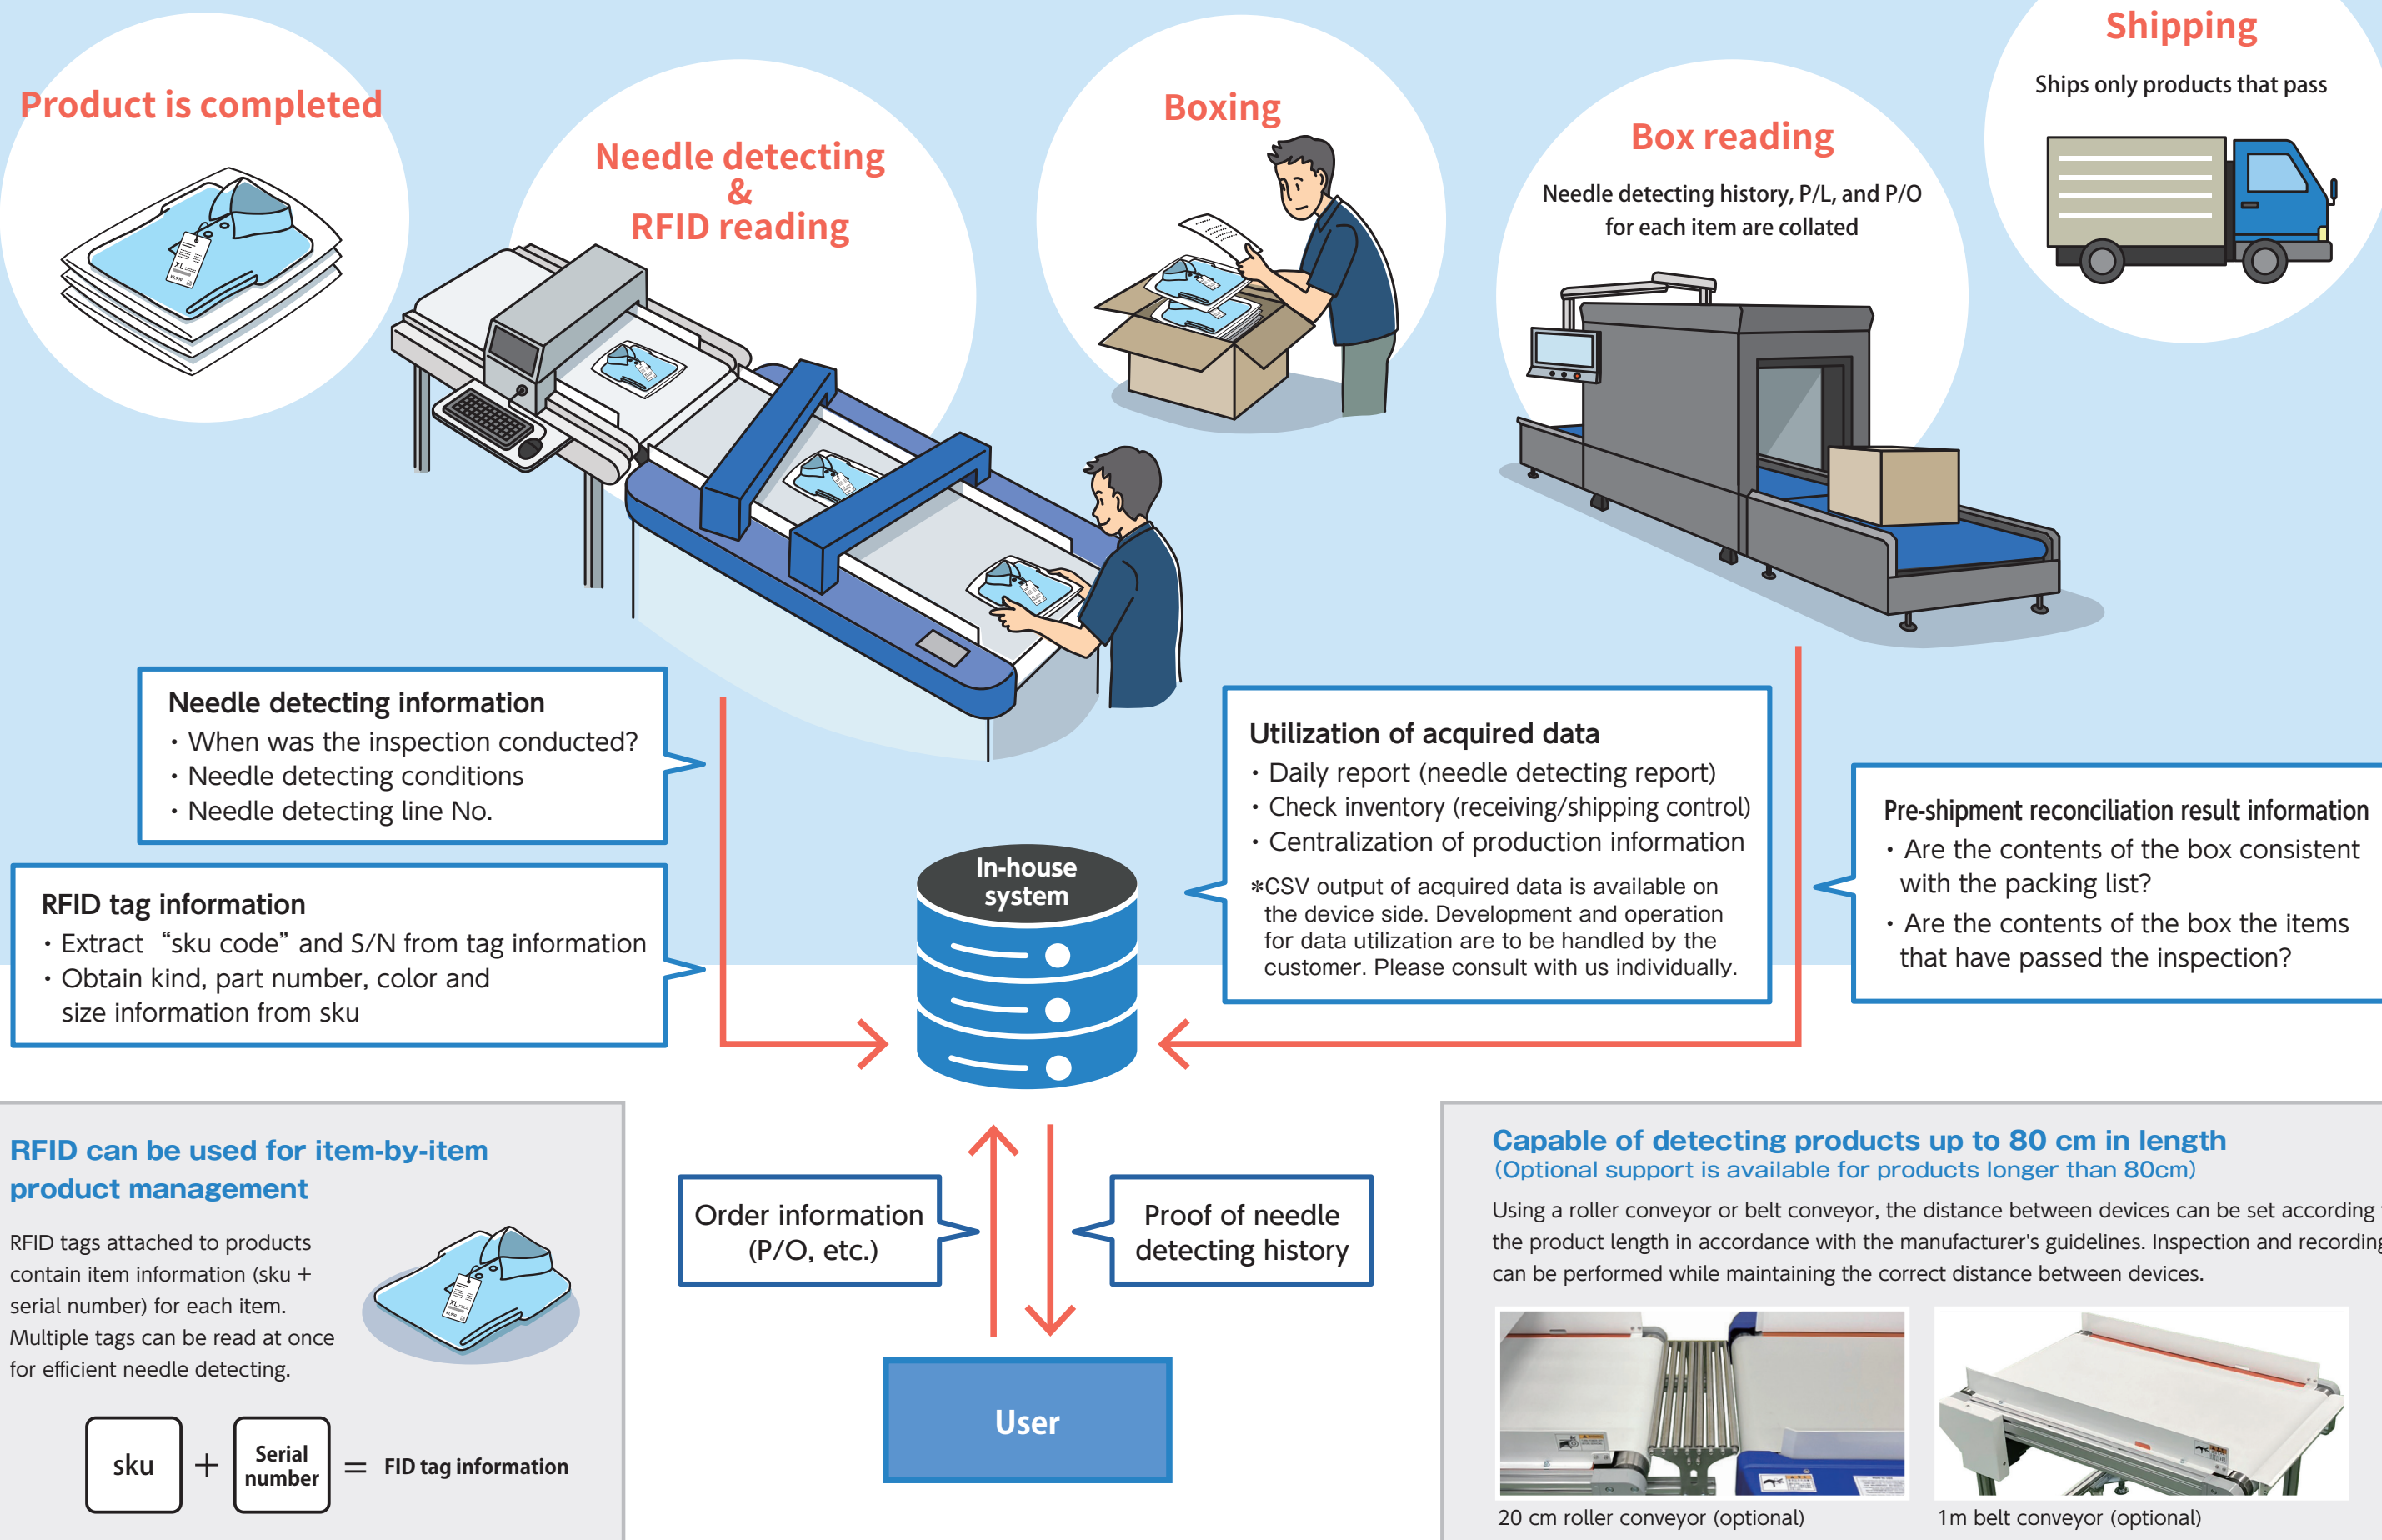 Product is completed
Needle detecting
&
RFID reading
Boxing
Box reading
Needle detecting history, P/L, and P/O
for each item are collated
Shipping
Ships only products that pass
XL
Needle detecting information
・When was the inspection conducted?
・Needle detecting conditions
・Needle detecting line No.
RFID tag information
・Extract “sku code” and S/N from tag information
・Obtain kind, part number, color and
size information from sku
In-house
system
Utilization of acquired data
・Daily report (needle detecting report)
・Check inventory (receiving/shipping control)
・Centralization of production information
*CSV output of acquired data is available on
the device side. Development and operation
for data utilization are to be handled by the
customer. Please consult with us individually.
Pre-shipment reconciliation result information
・Are the contents of the box consistent
with the packing list?
・Are the contents of the box the items
that have passed the inspection?
Order information
(P/O, etc.)
Proof of needle
detecting history
User
RFID can be used for item-by-item
product management
RFID tags attached to products
contain item information (sku +
serial number) for each item.
Multiple tags can be read at once
for efficient needle detecting.
XL
sku + Serial number = FID tag information
Capable of detecting products up to 80 cm in length
(Optional support is available for products longer than 80cm)
Using a roller conveyor or belt conveyor, the distance between devices can be set according
the product length in accordance with the manufacturer's guidelines. Inspection and recording
can be performed while maintaining the correct distance between devices.
20 cm roller conveyor (optional)
1m belt conveyor (optional)